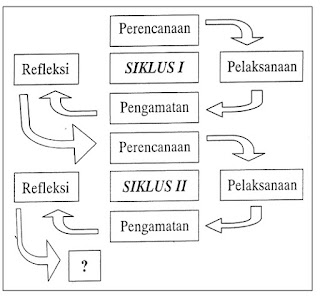 Perencanaan
Refleksi
SIKLUS I
Pelaksanaan
Pengamatan
Perencanaan
Refleksi
SIKLUS II
Pelaksanaan
Pengamatan
?